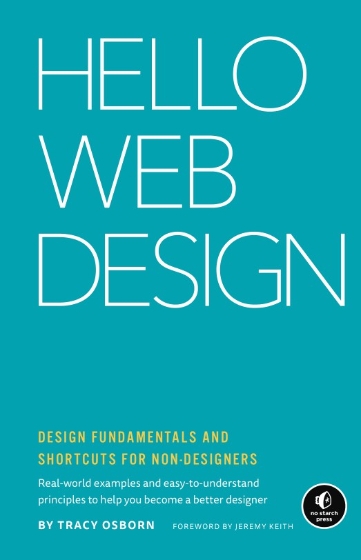 HELLO
WEB
DESIGN
DESIGN FUNDAMENTALS AND
SHORTCUTS FOR NON-DESIGNERS
Real-world examples and easy-to-understand
principles to help you become a better designer
BY TRACY OSBORN FOREWORD BY JEREMY KEITH
no starch
press